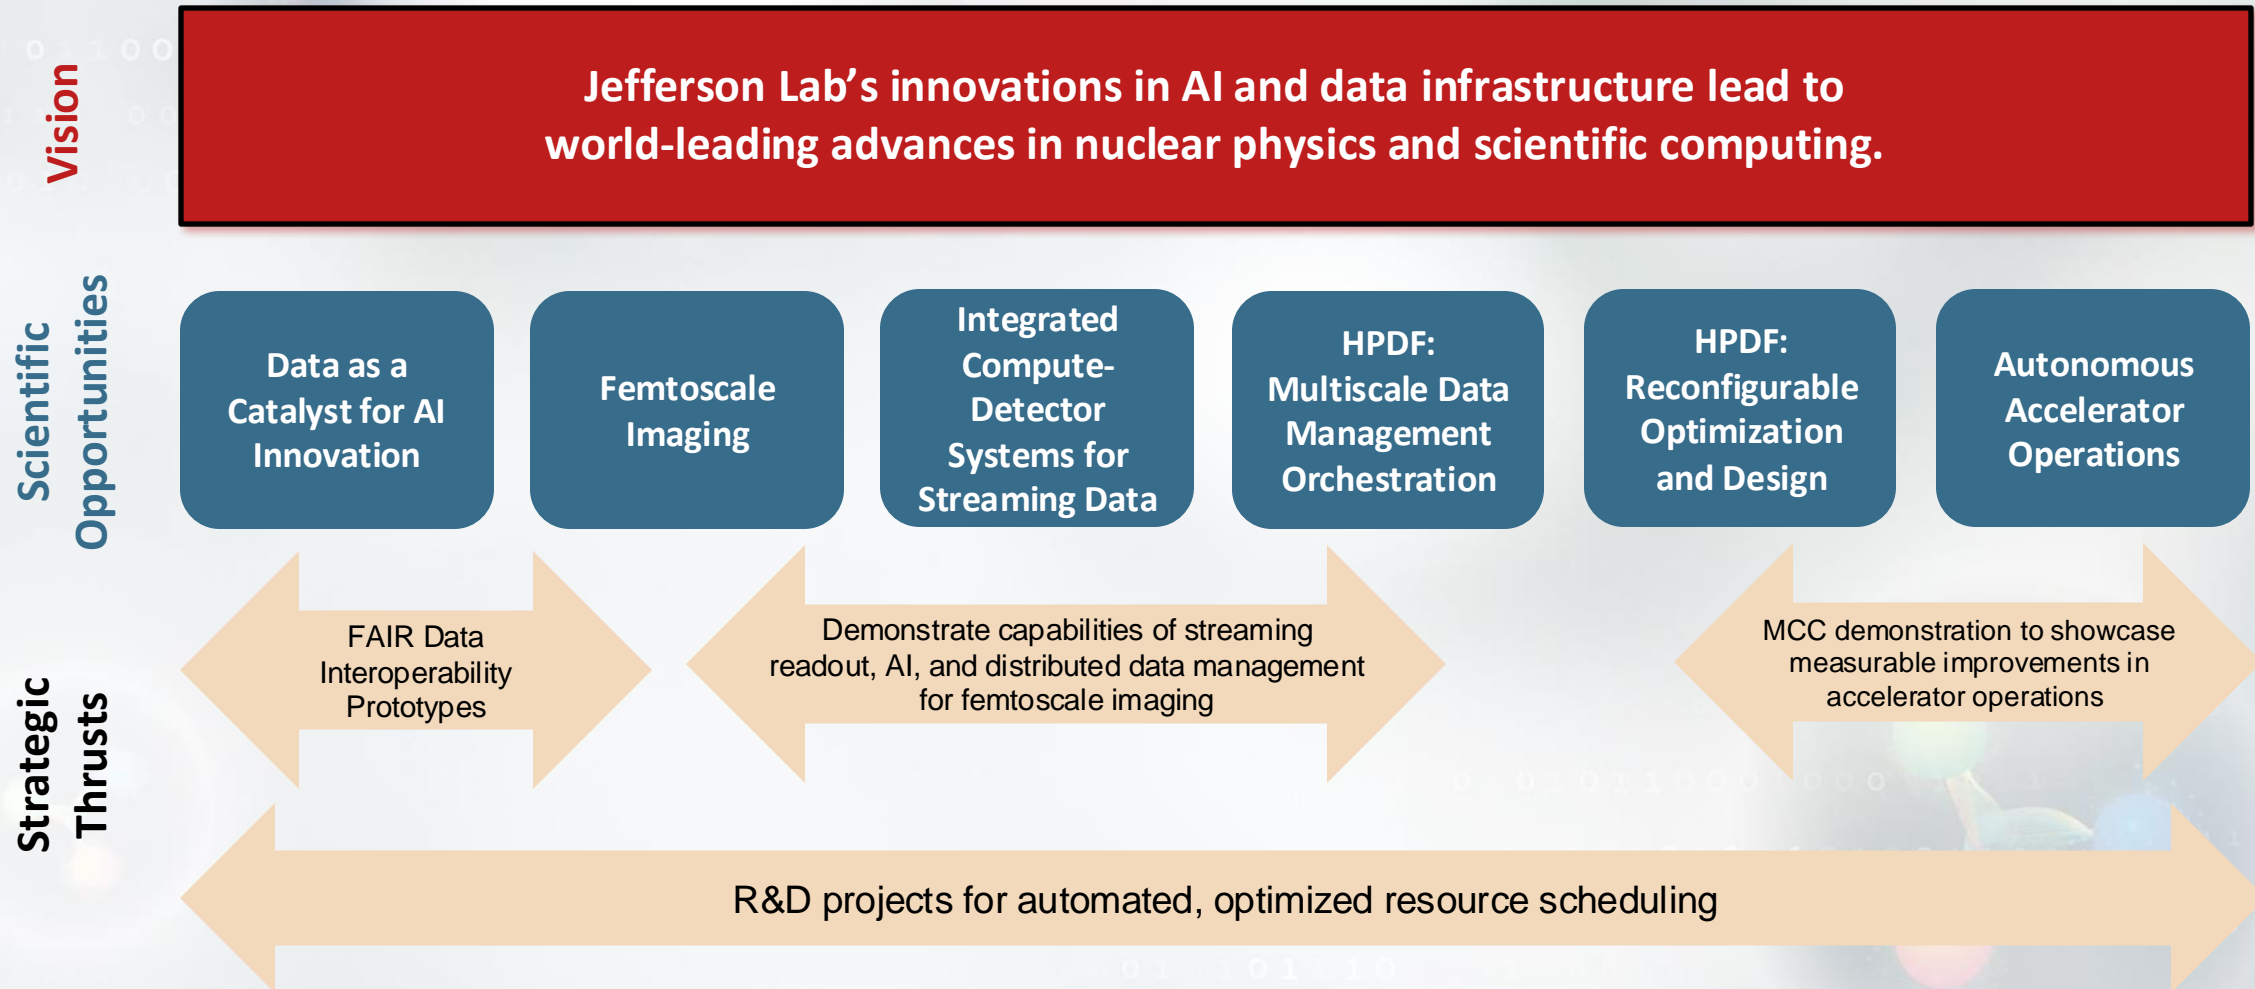 Vision
Jefferson Lab’s innovations in AI and data infrastructure lead to
world-leading advances in nuclear physics and scientific computing.
Scientific
Opportunities
Data as a
Catalyst for AI
Innovation
Femtoscale
Imaging
Integrated
Compute-
Detector
Systems for
Streaming Data
HPDF:
Multiscale Data
Management
Orchestration
HPDF:
Reconfigurable
Optimization
and Design
Autonomous
Accelerator
Operations
Strategic
Thrusts
FAIR Data
Interoperability
Prototypes
Demonstrate capabilities of streaming
readout, AI, and distributed data management
for femtoscale imaging
MCC demonstration to showcase
measurable improvements in
accelerator operations
R&D projects for automated, optimized resource scheduling